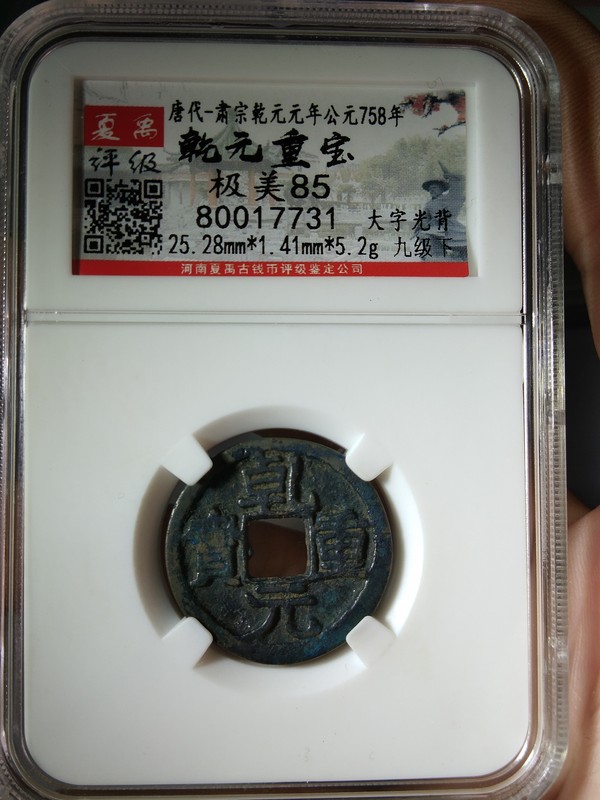 唐代-肃宗乾元元年公元758年
夏禹
评级
乾元重宝
极美85
80017731 大字光背
25.28mm*1.41mm*5.2g 九级下
河南夏禹古钱币评级鉴定公司
乾元重寶